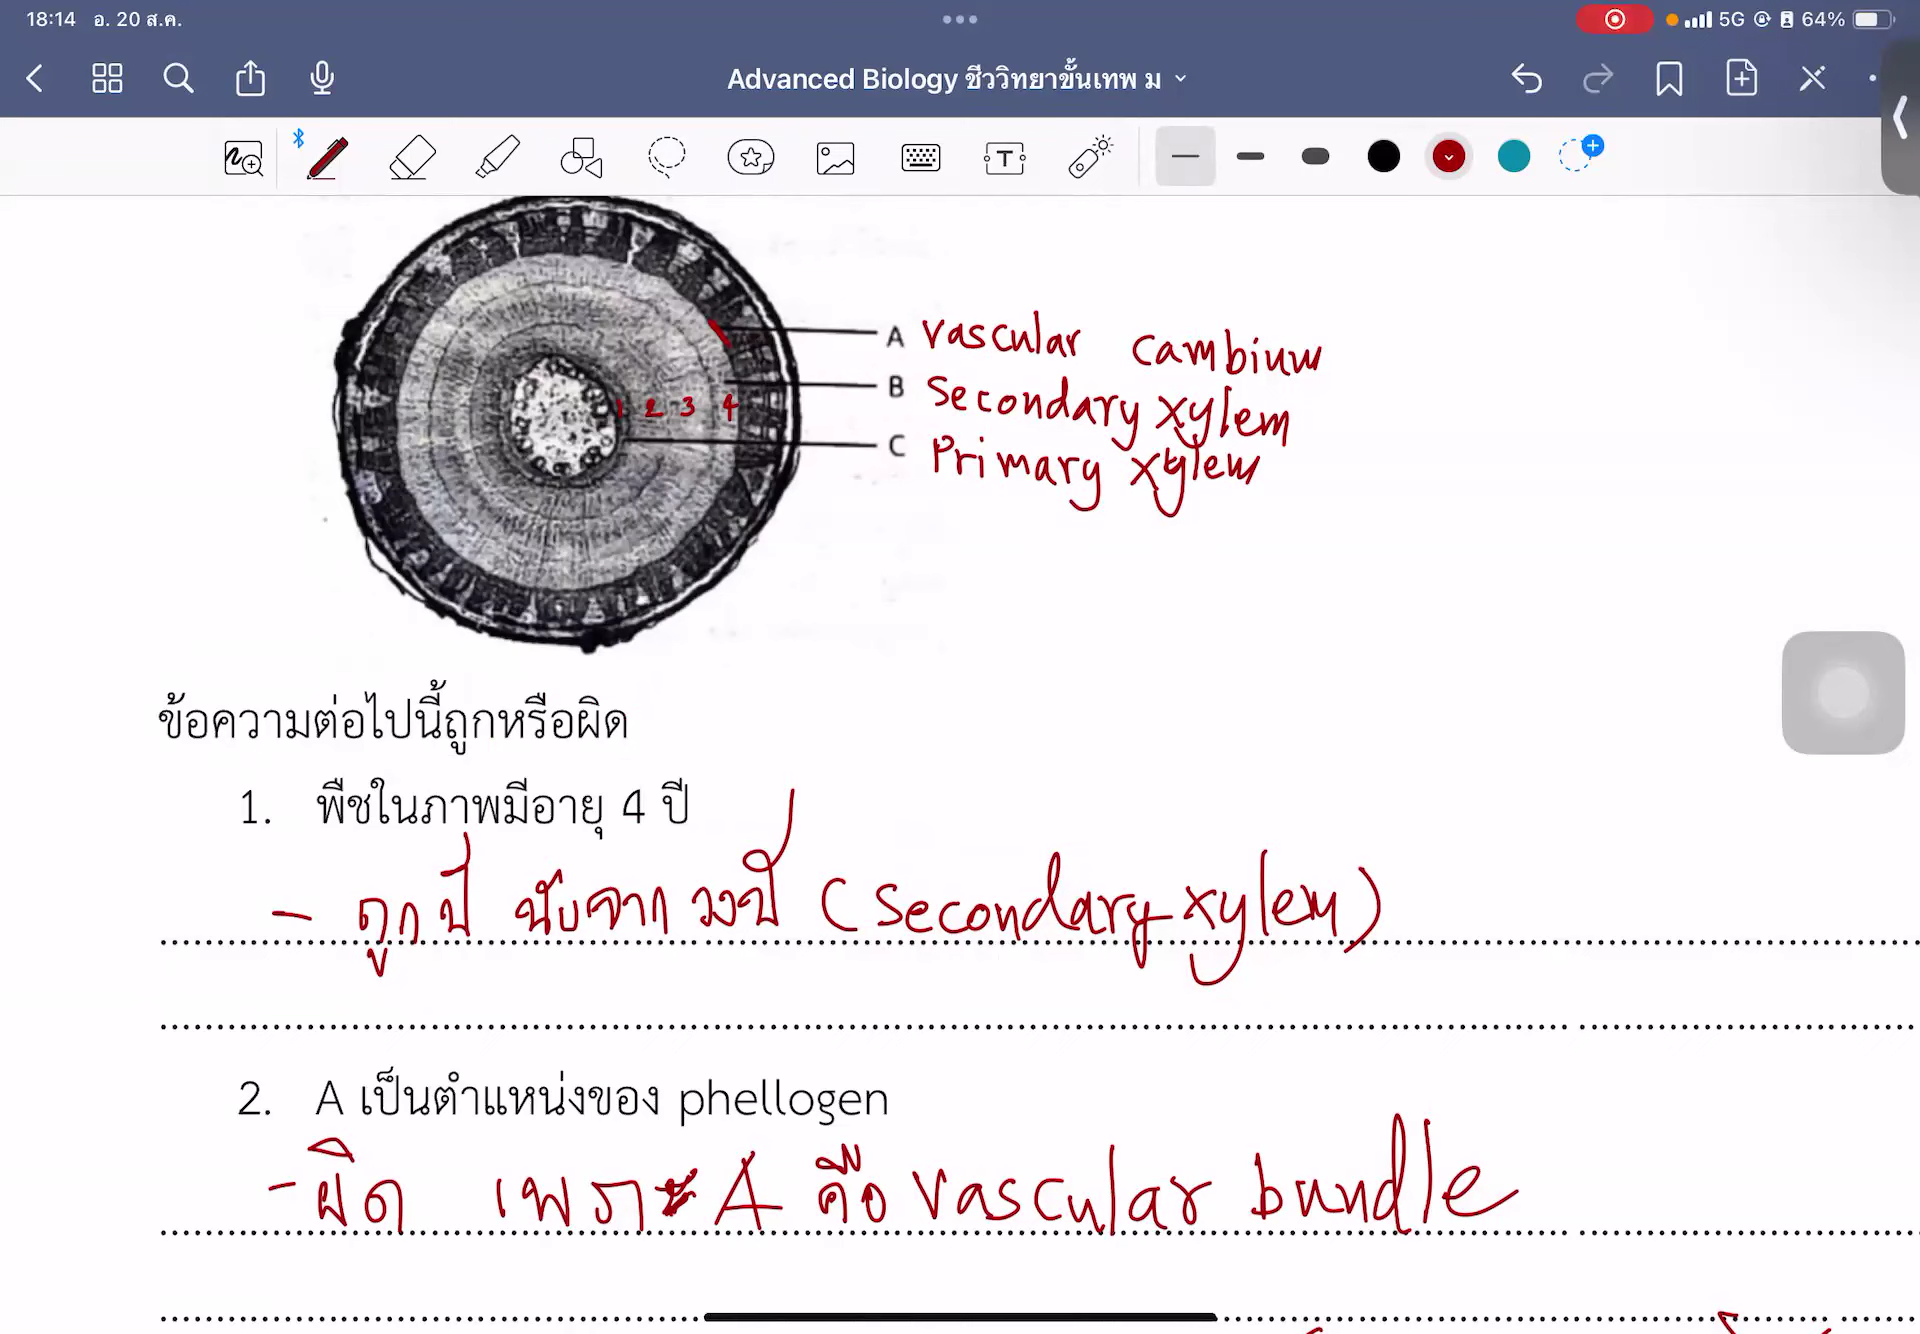 18:14 อ. 20 ส.ค.
5G 64%
Advanced Biology ชีววิทยาขั้นเทพ ม
T
A vascular cambium
B Secondary xylem
1 2 3 4
C Primary xylem
ข้อความต่อไปนี้ถูกหรือผิด
1. พืชในภาพมีอายุ 4 ปี
- ถูก ปี นับจาก วงปี (Secondary xylem)
2. A เป็นตำแหน่งของ phellogen
- ผิด เพราะ A คือ vascular bundle